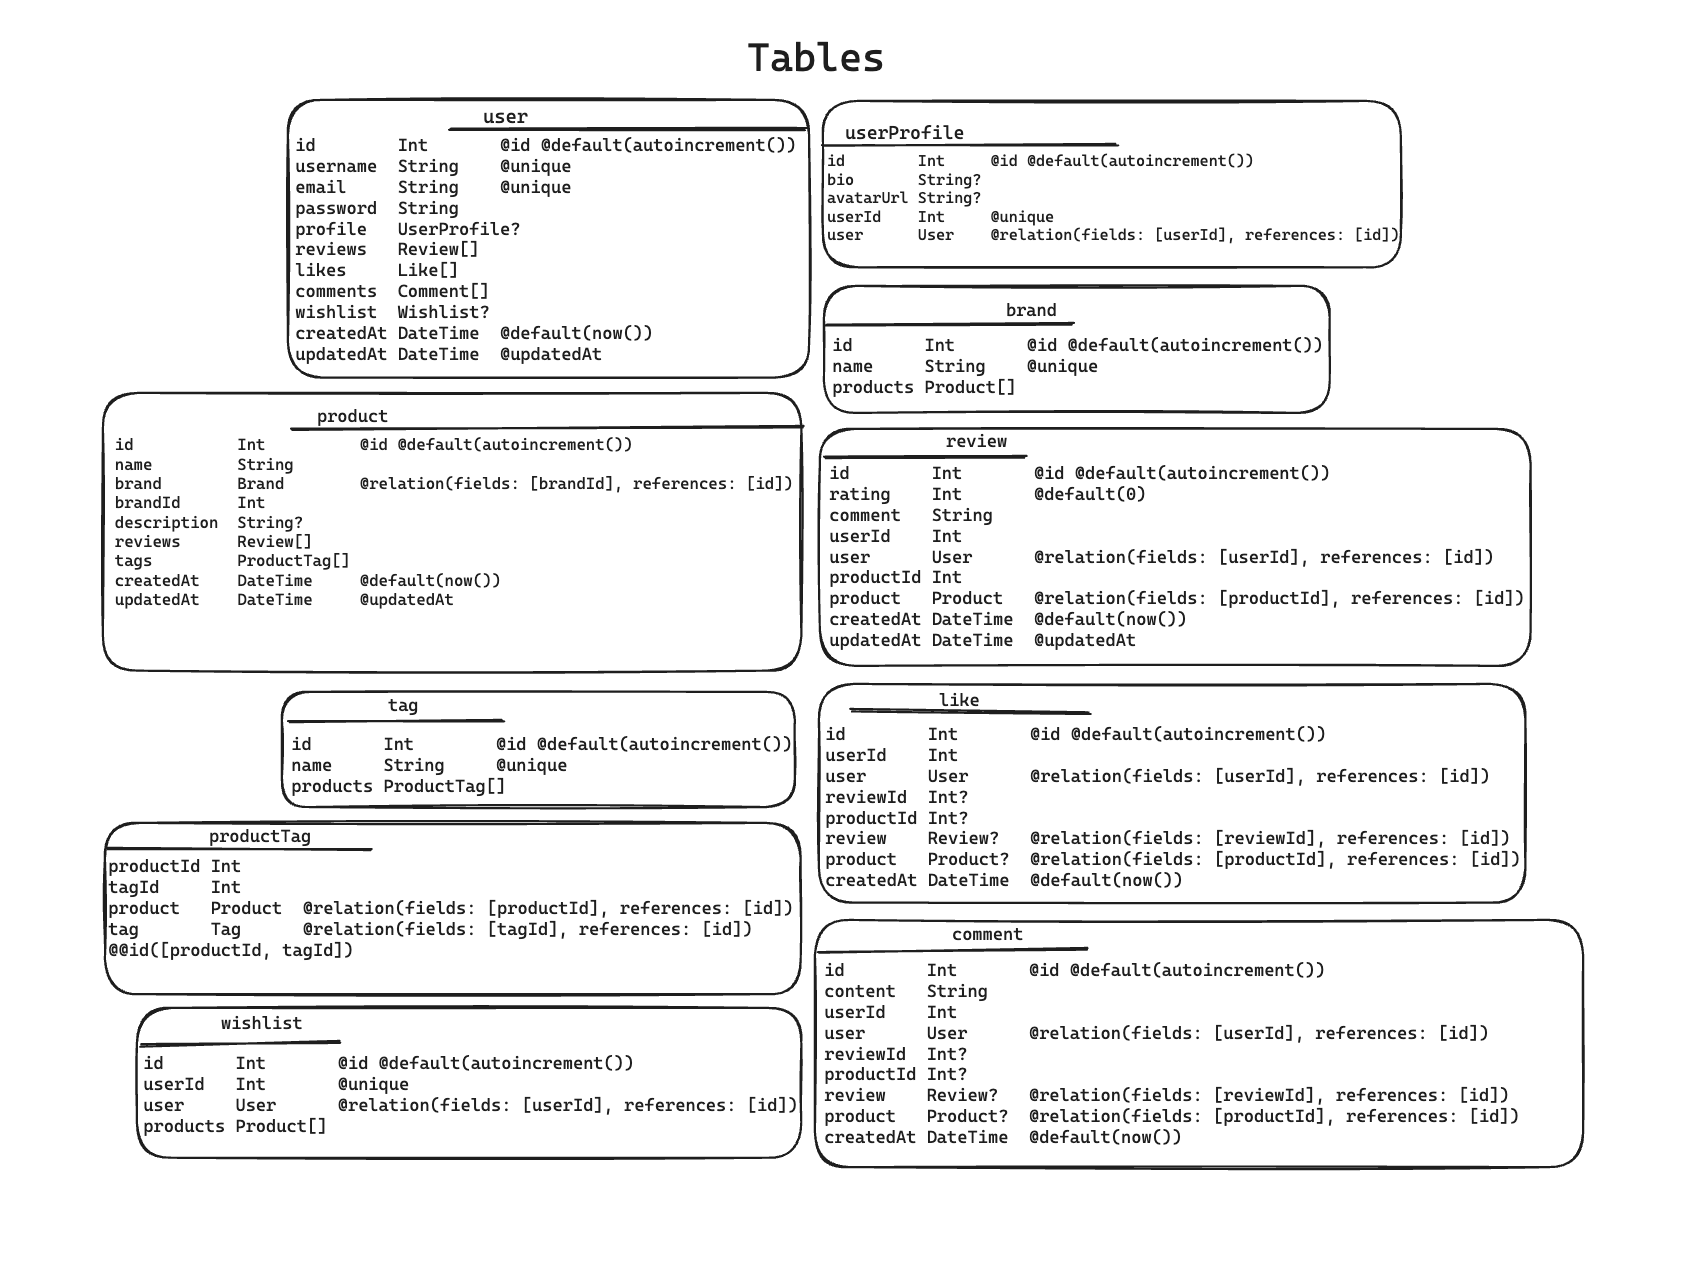 Tables
user
id Int @id @default(autoincrement())
username String @unique
email String @unique
password String
profile UserProfile?
reviews Review[]
likes Like[]
comments Comment[]
wishlist Wishlist?
createdAt DateTime @default(now())
updatedAt DateTime @updatedAt
userProfile
id Int @id @default(autoincrement())
bio String?
avatarUrl String?
userId Int @unique
user User @relation(fields: [userId], references: [id])
brand
id Int @id @default(autoincrement())
name String @unique
products Product[]
product
id Int @id @default(autoincrement())
name String
brand Brand @relation(fields: [brandId], references: [id])
brandId Int
description String?
reviews Review[]
tags ProductTag[]
createdAt DateTime @default(now())
updatedAt DateTime @updatedAt
review
id Int @id @default(autoincrement())
rating Int @default(0)
comment String
userId Int
user User @relation(fields: [userId], references: [id])
productId Int
product Product @relation(fields: [productId], references: [id])
createdAt DateTime @default(now())
updatedAt DateTime @updatedAt
tag
id Int @id @default(autoincrement())
name String @unique
products ProductTag[]
like
id Int @id @default(autoincrement())
userId Int
user User @relation(fields: [userId], references: [id])
reviewId Int?
productId Int?
review Review? @relation(fields: [reviewId], references: [id])
product Product? @relation(fields: [productId], references: [id])
createdAt DateTime @default(now())
productTag
productId Int
tagId Int
product Product @relation(fields: [productId], references: [id])
tag Tag @relation(fields: [tagId], references: [id])
@@id([productId, tagId])
comment
id Int @id @default(autoincrement())
content String
userId Int
user User @relation(fields: [userId], references: [id])
reviewId Int?
productId Int?
review Review? @relation(fields: [reviewId], references: [id])
product Product? @relation(fields: [productId], references: [id])
createdAt DateTime @default(now())
wishlist
id Int @id @default(autoincrement())
userId Int @unique
user User @relation(fields: [userId], references: [id])
products Product[]